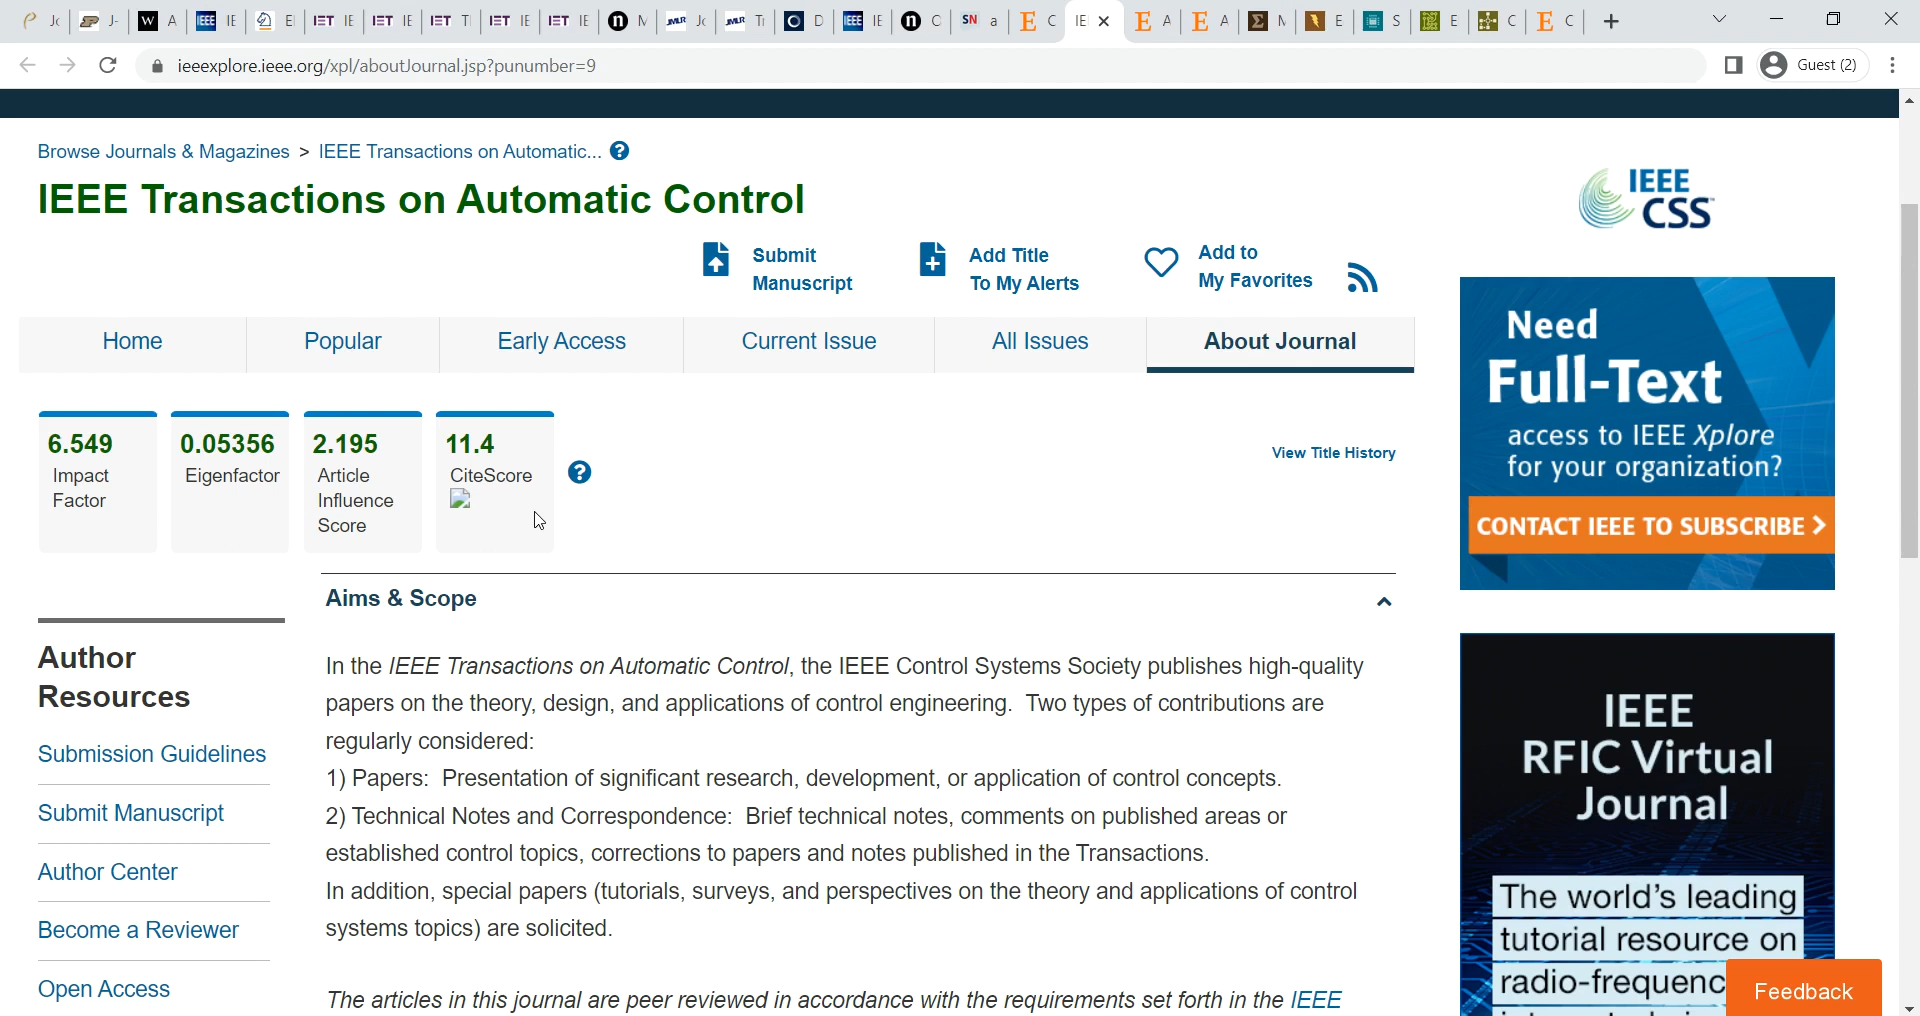 ieeexplore.ieee.org/xpl/aboutJournal.jsp?punumber=9
Guest (2)
Browse Journals & Magazines > IEEE Transactions on Automatic...
IEEE Transactions on Automatic Control
IEEE
CSS
Submit
Manuscript
Add Title
To My Alerts
Add to
My Favorites
Home
Popular
Early Access
Current Issue
All Issues
About Journal
6.549
Impact
Factor
0.05356
Eigenfactor
2.195
Article
Influence
Score
11.4
CiteScore
View Title History
Need
Full-Text
access to IEEE Xplore
for your organization?
CONTACT IEEE TO SUBSCRIBE >
Aims & Scope
In the IEEE Transactions on Automatic Control, the IEEE Control Systems Society publishes high-quality
papers on the theory, design, and applications of control engineering.  Two types of contributions are
regularly considered:
1) Papers:  Presentation of significant research, development, or application of control concepts.
2) Technical Notes and Correspondence:  Brief technical notes, comments on published areas or
established control topics, corrections to papers and notes published in the Transactions.
In addition, special papers (tutorials, surveys, and perspectives on the theory and applications of control
systems topics) are solicited.
The articles in this journal are peer reviewed in accordance with the requirements set forth in the IEEE
Author
Resources
Submission Guidelines
Submit Manuscript
Author Center
Become a Reviewer
Open Access
IEEE
RFIC Virtual
Journal
The world's leading
tutorial resource on
radio-frequenc
Feedback